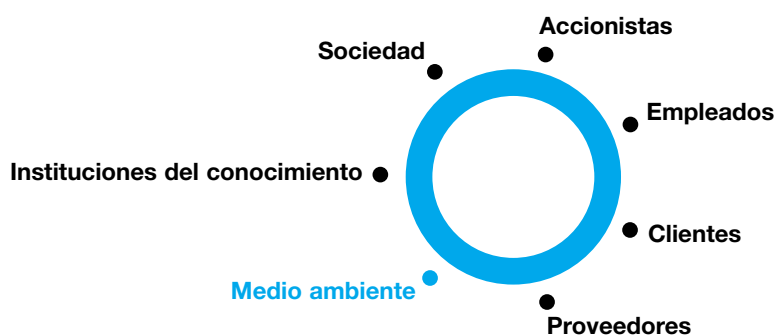 Accionistas
Sociedad
Empleados
Instituciones del conocimiento
Clientes
Medio ambiente
Proveedores